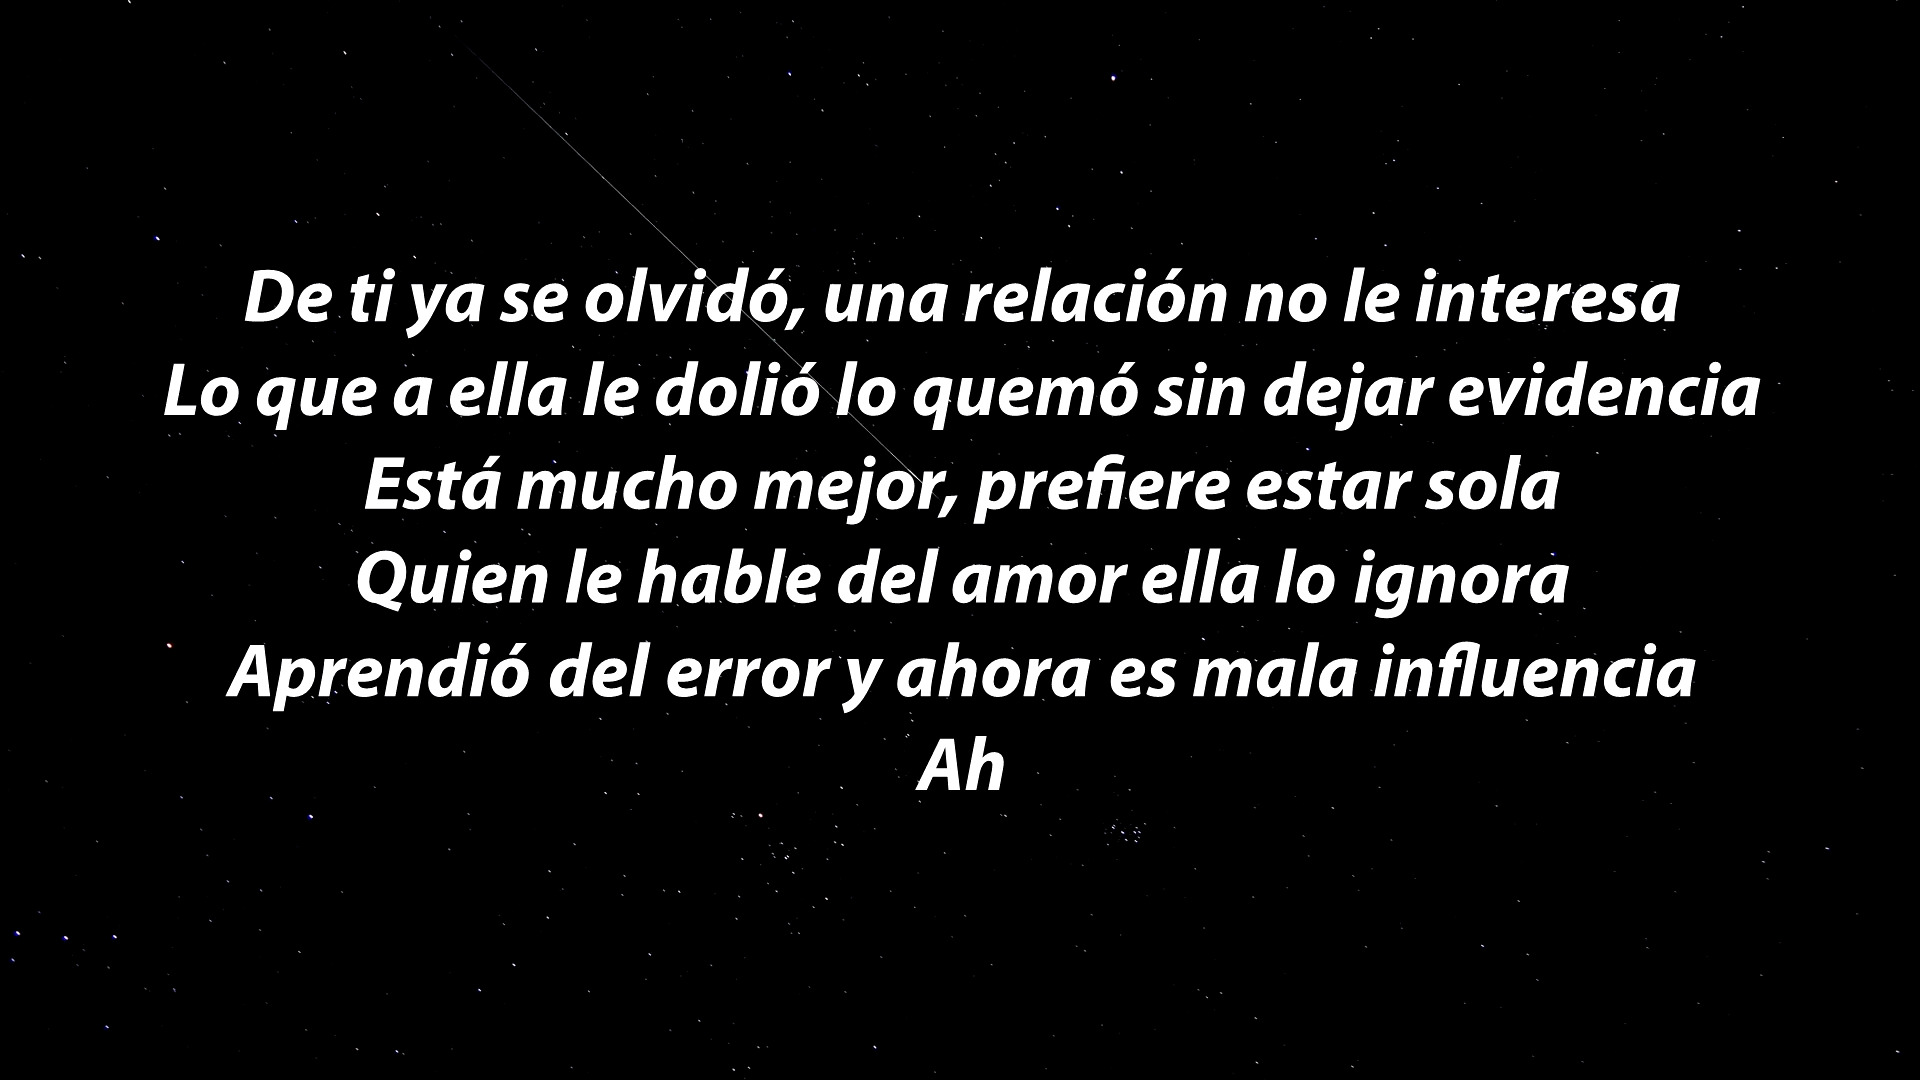 De ti ya se olvidó, una relación no le interesa
Lo que a ella le dolió lo quemó sin dejar evidencia
Está mucho mejor, prefiere estar sola
Quien le hable del amor ella lo ignora
Aprendió del error y ahora es mala influencia
Ah